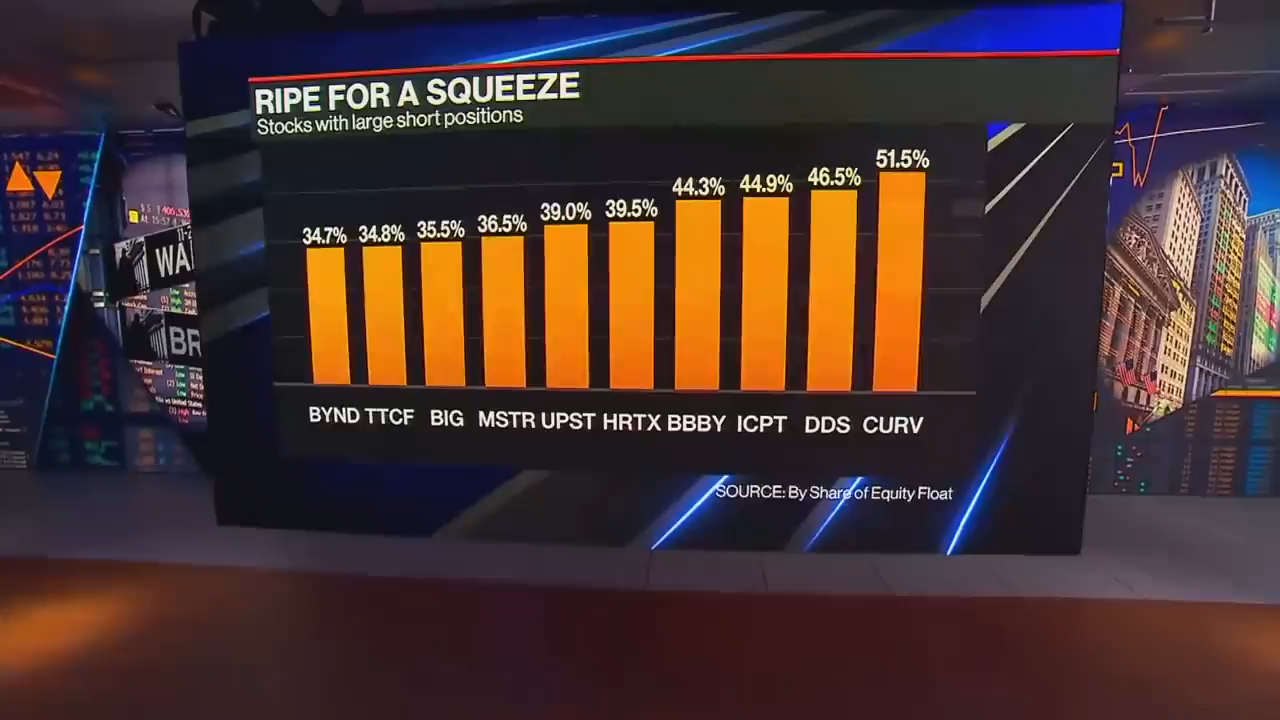 RIPE FOR A SQUEEZE
Stocks with large short positions
34.7% 34.8% 35.5% 36.5% 39.0% 39.5% 44.3% 44.9% 46.5% 51.5%
BYND TTCF BIG MSTR UPST HRTX BBBY ICPT DDS CURV
SOURCE: By Share of Equity Float
WA
BR